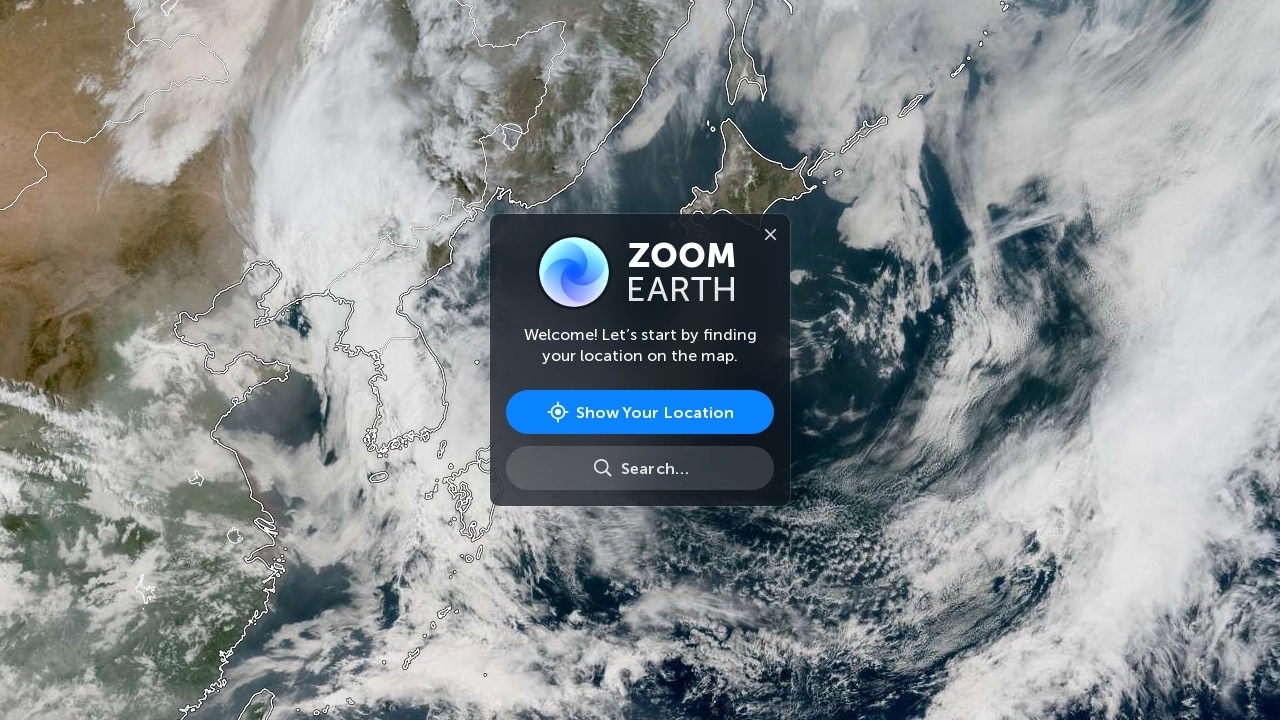 ZOOM
EARTH
Welcome! Let’s start by finding
your location on the map.
Show Your Location
Search...